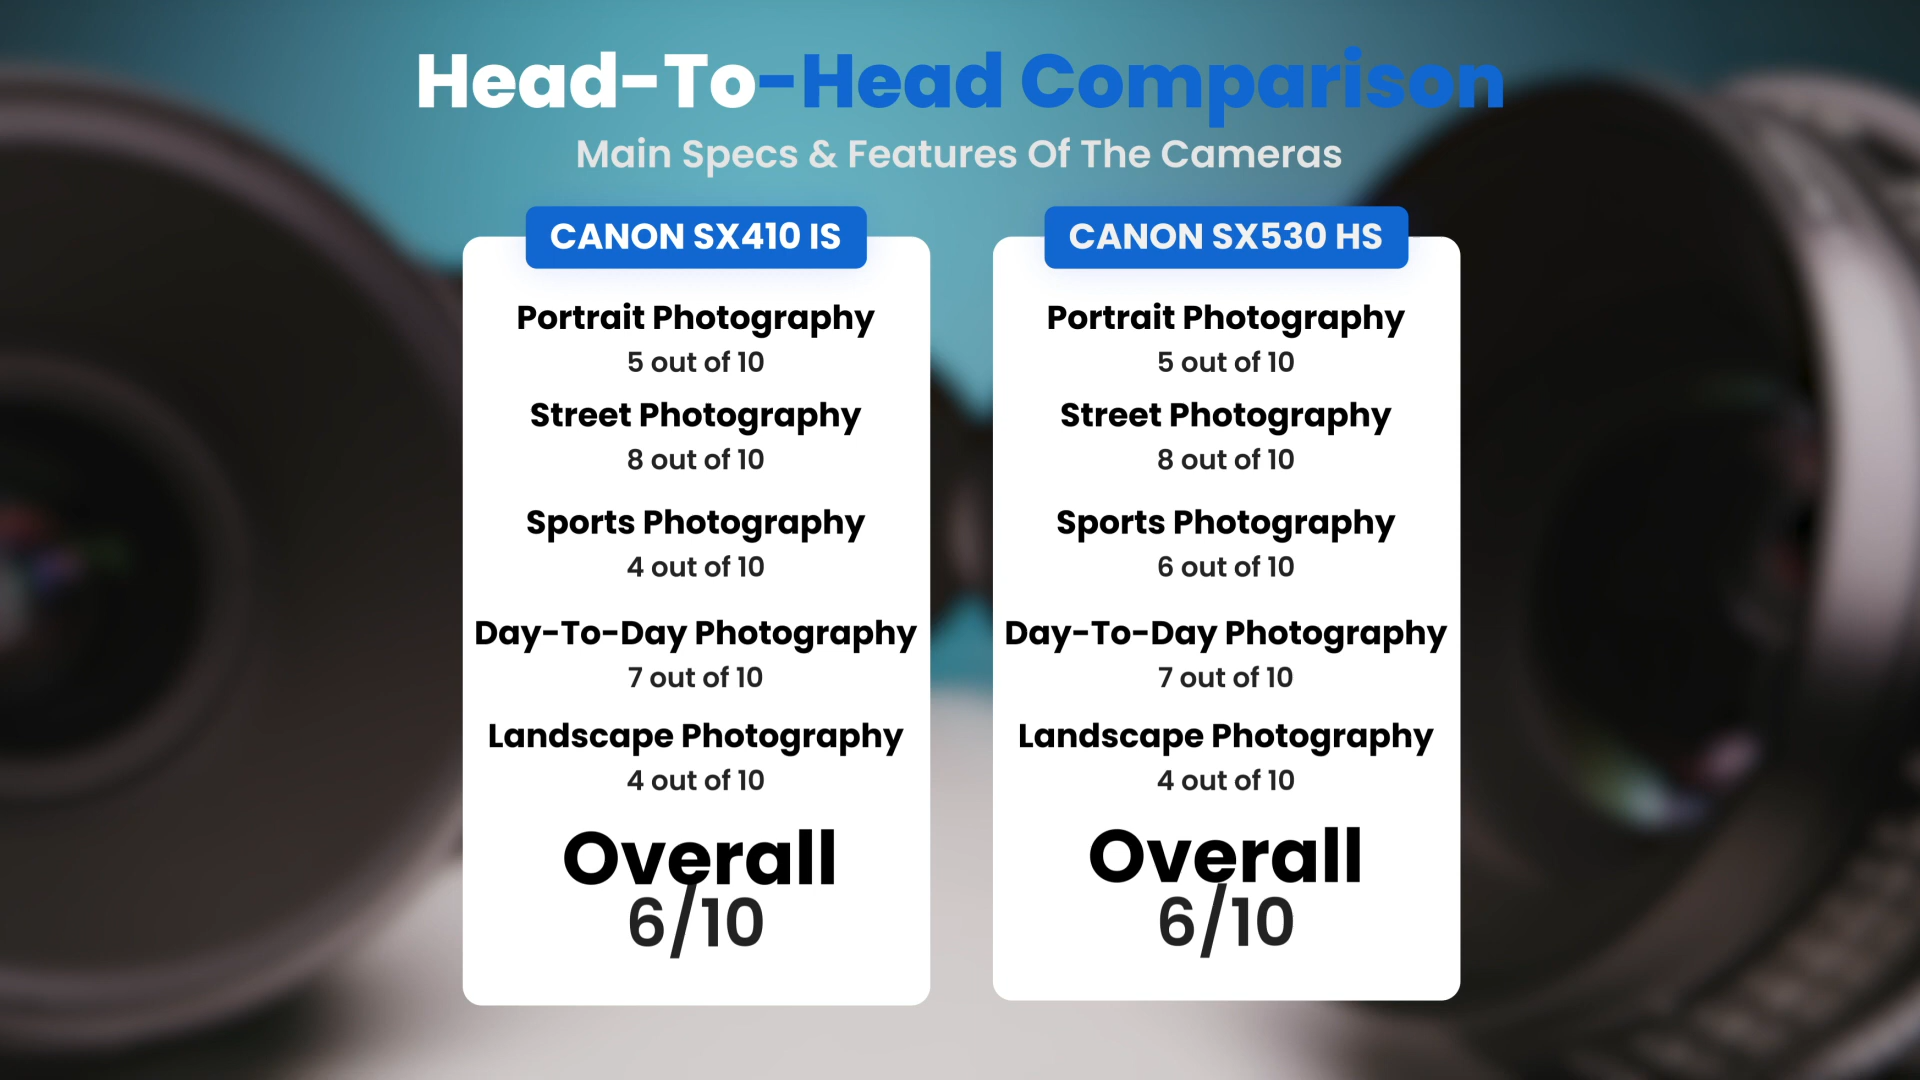 Head-To-Head Comparison
Main Specs & Features Of The Cameras
CANON SX410 IS
Portrait Photography
5 out of 10
Street Photography
8 out of 10
Sports Photography
4 out of 10
Day-To-Day Photography
7 out of 10
Landscape Photography
4 out of 10
Overall
6/10
CANON SX530 HS
Portrait Photography
5 out of 10
Street Photography
8 out of 10
Sports Photography
6 out of 10
Day-To-Day Photography
7 out of 10
Landscape Photography
4 out of 10
Overall
6/10